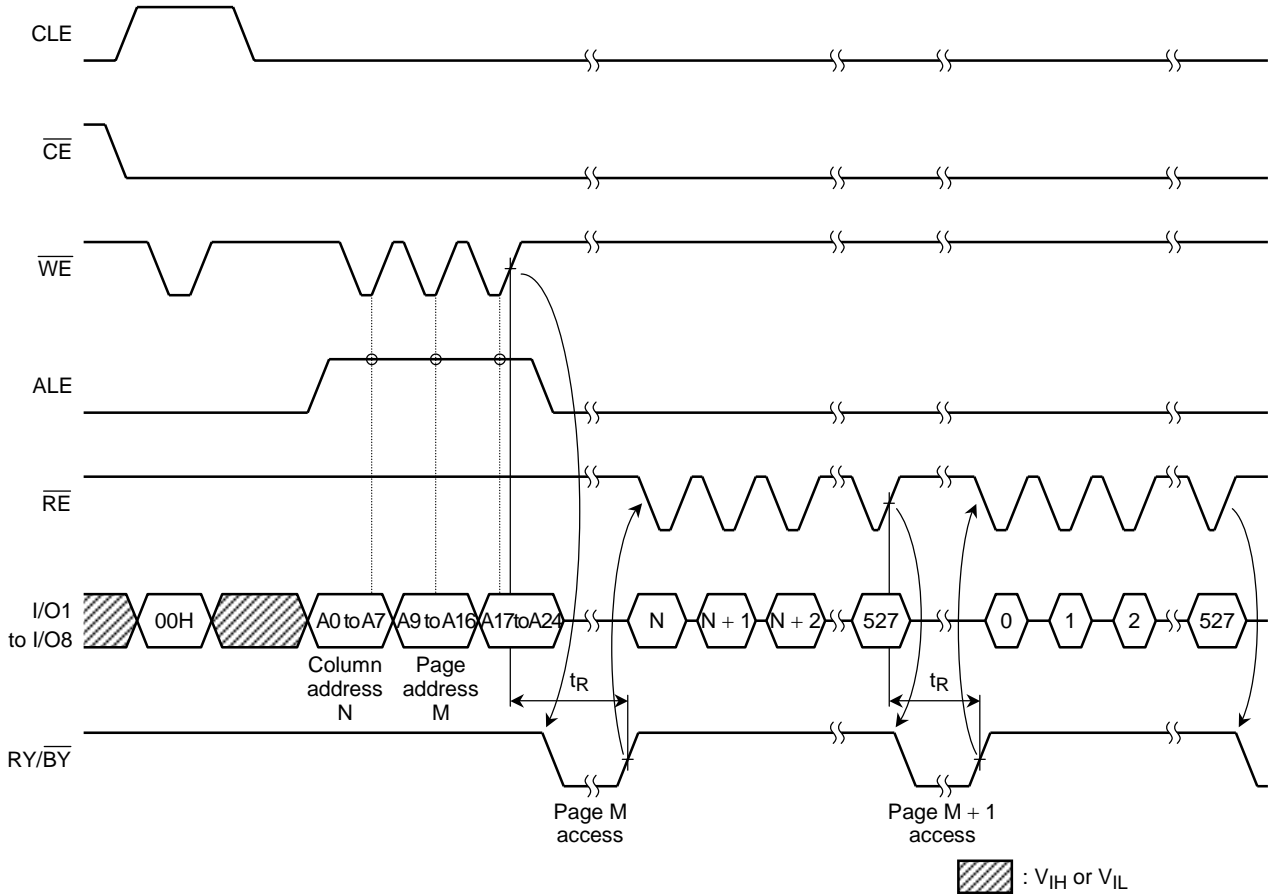 CLE
CE
WE
ALE
RE
I/O1
to I/O8
00H
A0 to A7
A9 to A16
A17 to A24
N
N + 1
N + 2
527
0
1
2
527
Column
address
N
Page
address
M
tR
tR
RY/BY
Page M
access
Page M + 1
access
: VIH or VIL